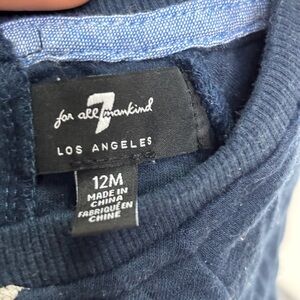 for all 7 mankind
LOS ANGELES
12M
MADE IN
CHINA
FABRIQUÉ EN
CHINE